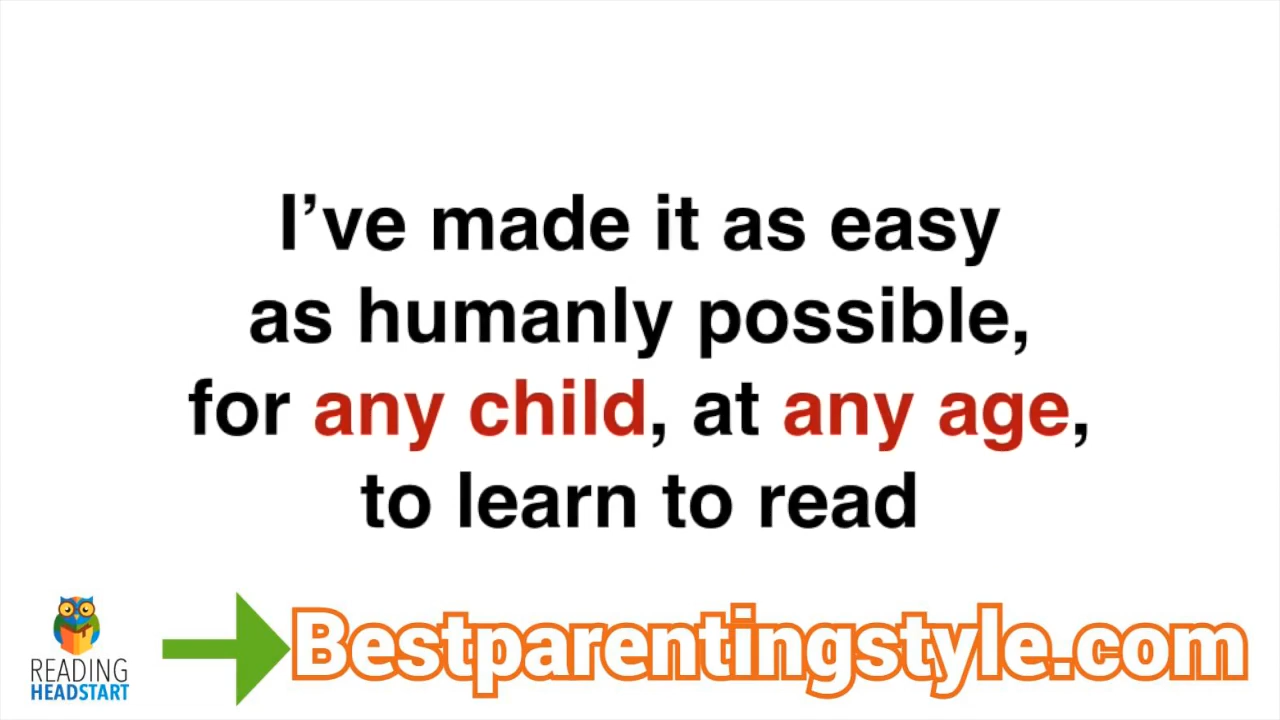 I’ve made it as easy
as humanly possible,
for any child, at any age,
to learn to read
READING
HEADSTART
Bestparentingstyle.com